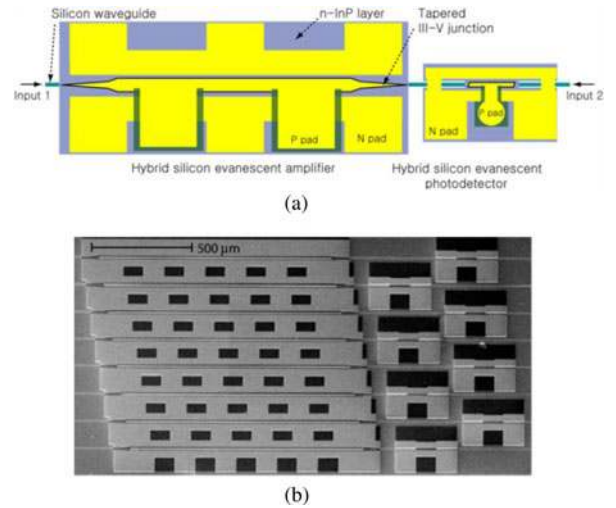 Silicon waveguide
n-InP layer
Tapered
III-V junction
Input 1
Input 2
P pad
N pad
P pad
N pad
Hybrid silicon evanescent amplifier
Hybrid silicon evanescent
photodetector
(a)
500 μm
(b)